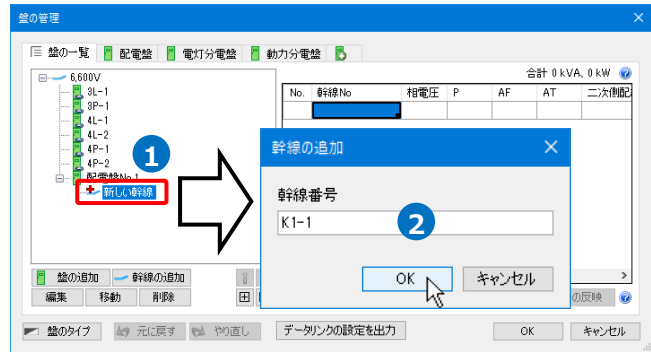 盤の管理
盤の一覧 配電盤 電灯分電盤 動力分電盤
合計 0 kVA、0 kW
6,600V
No. 幹線No 相電圧 P AF AT 二次側配
3L-1
3P-1
4L-1
4L-2
4P-1
4P-2
配電盤No.1
新しい幹線
1
幹線の追加
幹線番号
K1-1
2
OK キャンセル
盤の追加 幹線の追加
編集 移動 削除
の反映
盤のタイプ 元に戻す やり直し データリンクの設定を出力 OK キャンセル